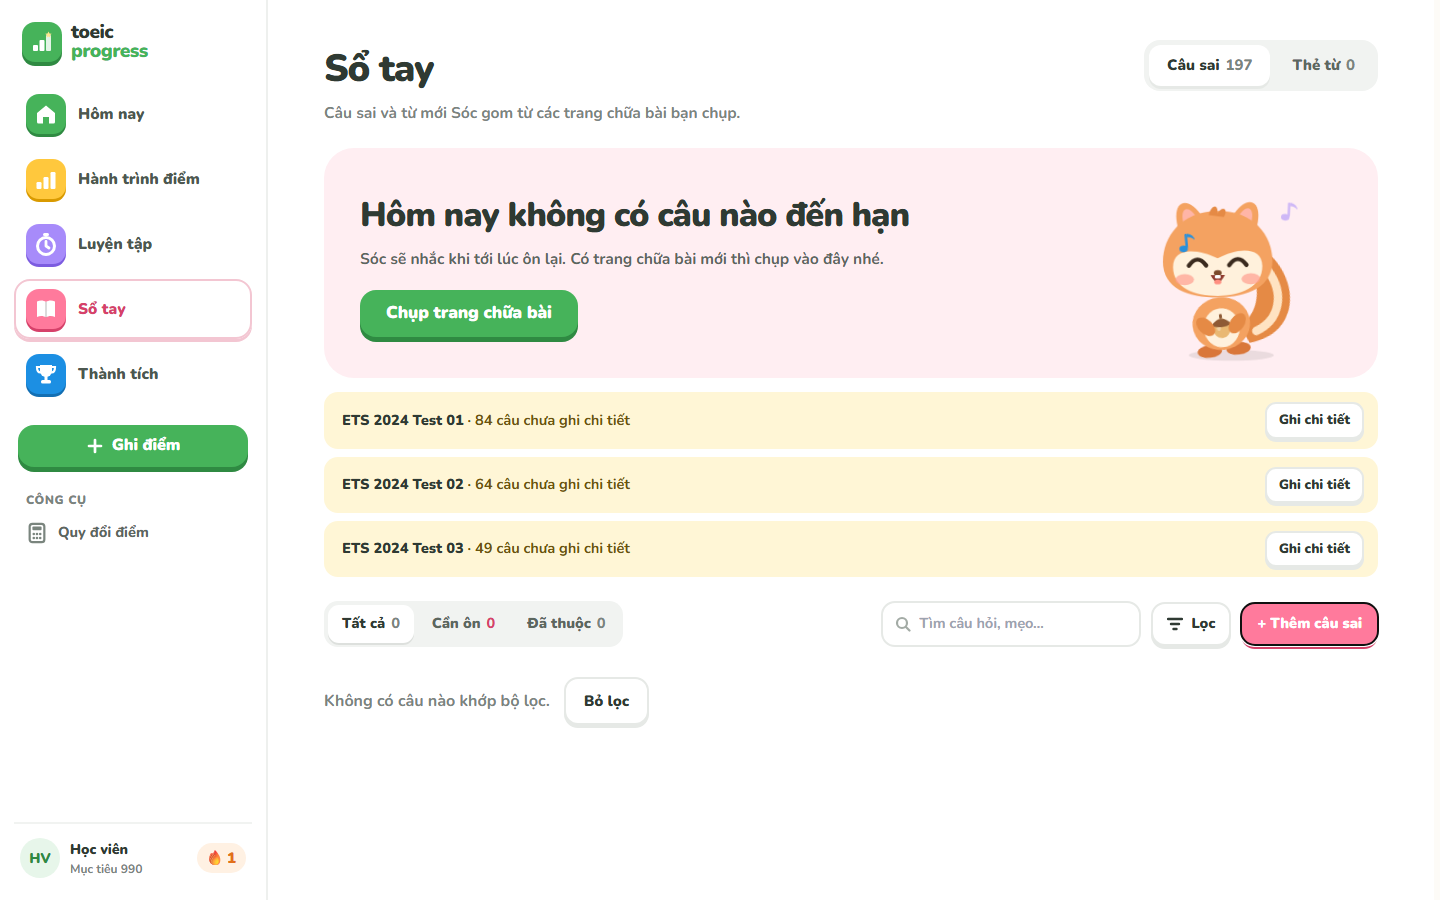 toeic
progress
Hôm nay
Hành trình điểm
Luyện tập
Sổ tay
Thành tích
+ Ghi điểm
CÔNG CỤ
Quy đổi điểm
HV
Học viên
Mục tiêu 990
1
Sổ tay
Câu sai 197
Thẻ từ 0
Câu sai và từ mới Sóc gom từ các trang chữa bài bạn chụp.
Hôm nay không có câu nào đến hạn
Sóc sẽ nhắc khi tới lúc ôn lại. Có trang chữa bài mới thì chụp vào đây nhé.
Chụp trang chữa bài
ETS 2024 Test 01 · 84 câu chưa ghi chi tiết
Ghi chi tiết
ETS 2024 Test 02 · 64 câu chưa ghi chi tiết
Ghi chi tiết
ETS 2024 Test 03 · 49 câu chưa ghi chi tiết
Ghi chi tiết
Tất cả 0
Cần ôn 0
Đã thuộc 0
Tìm câu hỏi, mẹo...
Lọc
+ Thêm câu sai
Không có câu nào khớp bộ lọc.
Bỏ lọc